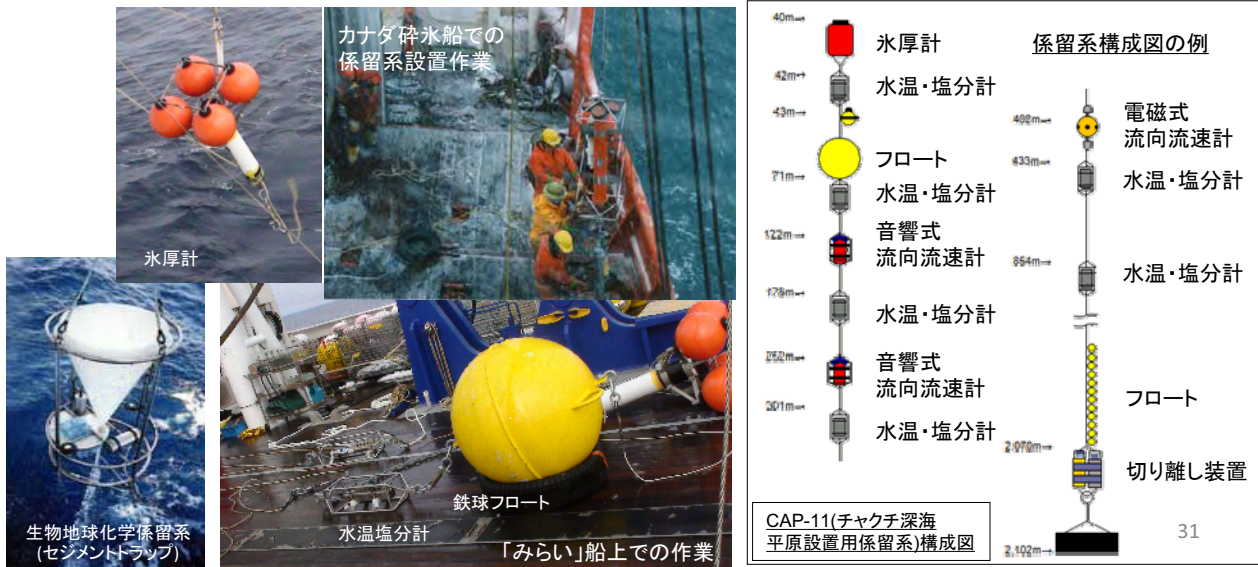 カナダ砕氷船での
係留系設置作業
氷厚計
生物地球化学係留系
(セジメントトラップ)
鉄球フロート
水温塩分計
「みらい」船上での作業
係留系構成図の例
40m→
氷厚計
42m→
水温・塩分計
43m→
フロート
71m→
水温・塩分計
122m→
音響式
流向流速計
水温・塩分計
252m→
音響式
流向流速計
301m→
水温・塩分計
402m→
電磁式
流向流速計
433m→
水温・塩分計
854m→
水温・塩分計
フロート
2,070m→
切り離し装置
2,102m→
CAP-11(チャクチ深海
平原設置用係留系)構成図
31